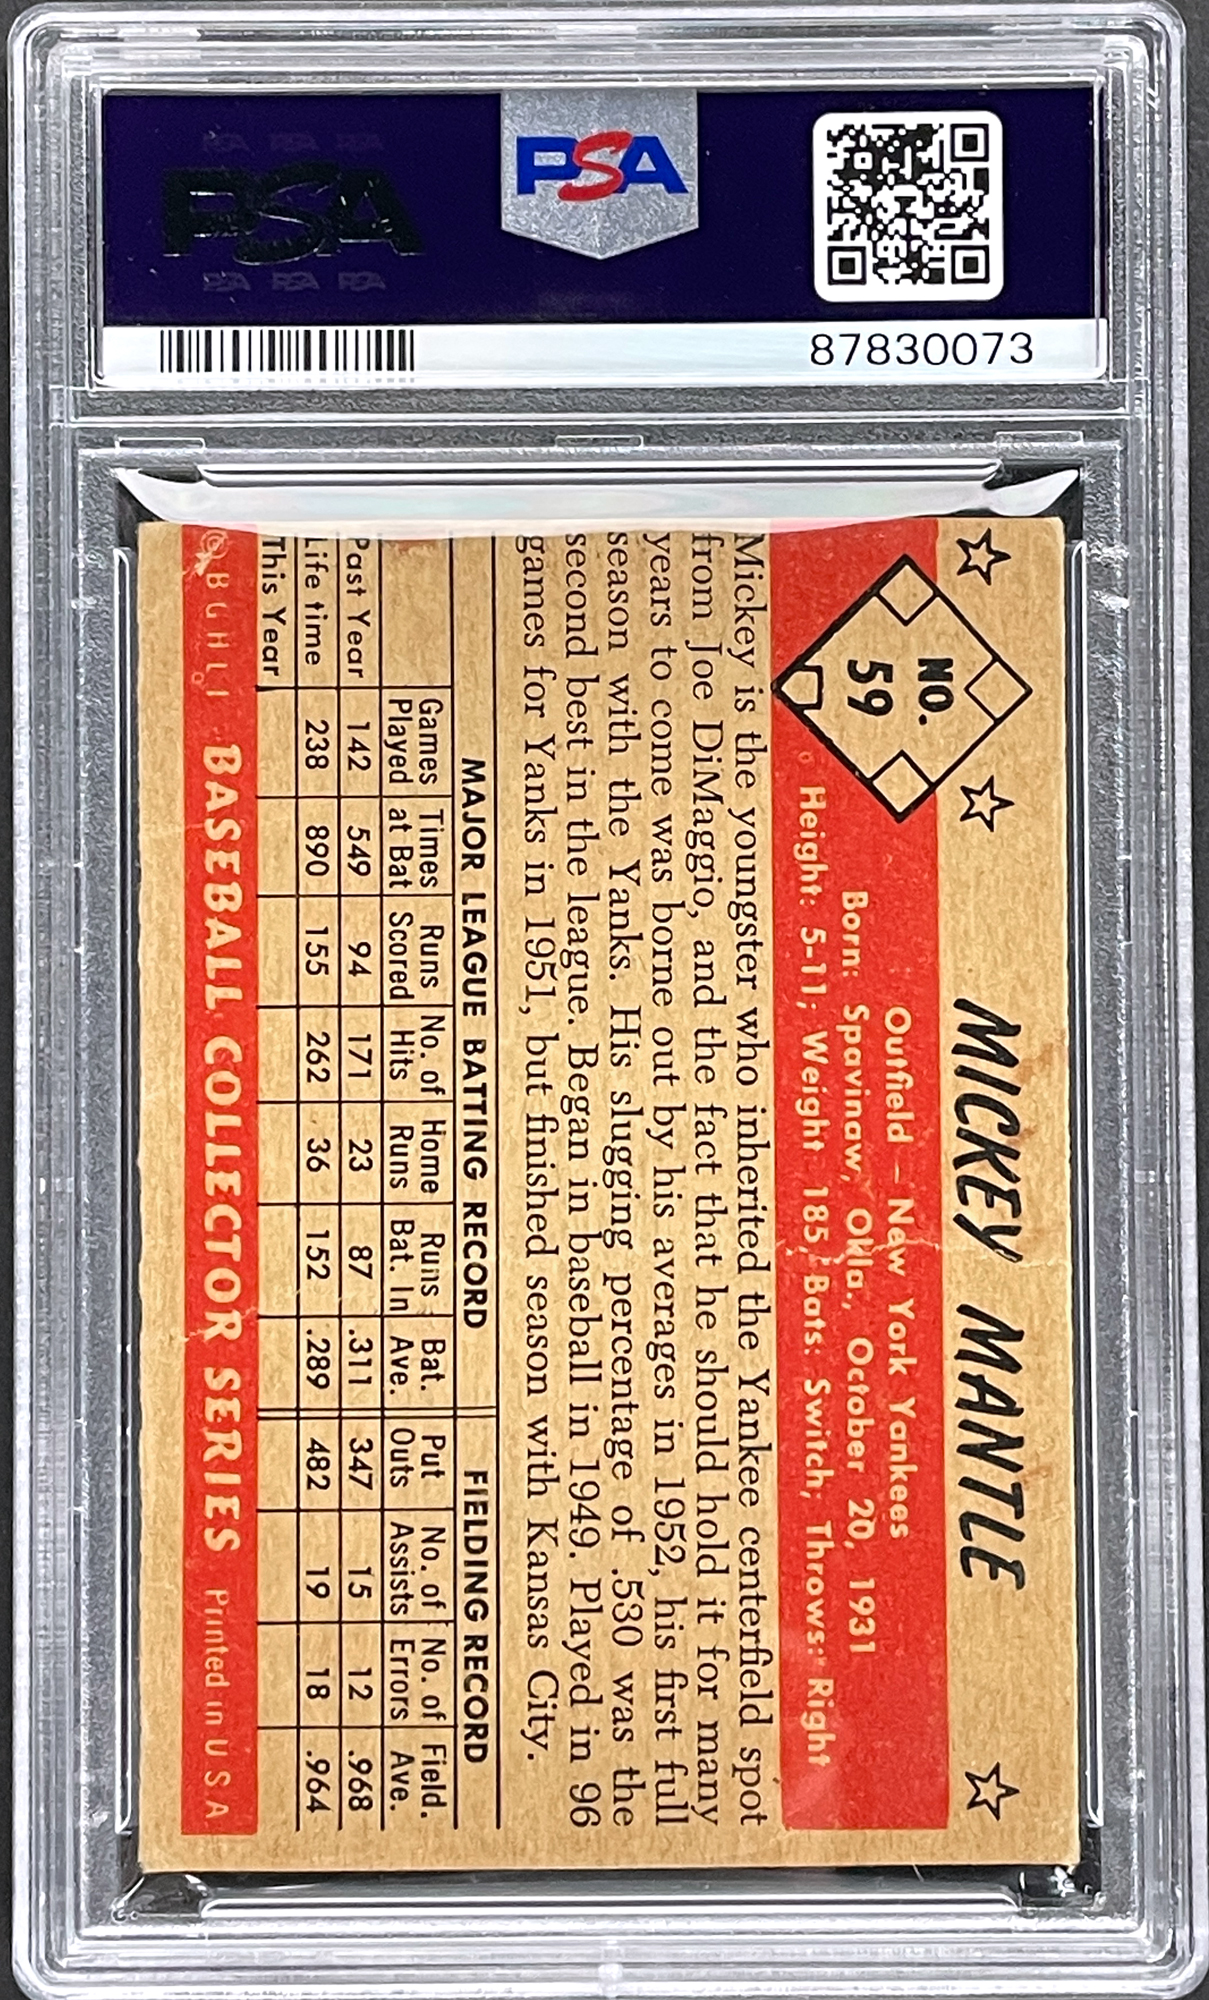 PSA PSA PSA
PSA
PSA PSA PSA
PSA
87830073
MICKEY MANTLE
NO.
59
Outfield — New York Yankees
Born: Spavinaw, Okla., October 20, 1931
Height: 5-11; Weight 185; Bats: Switch; Throws: Right
Mickey is the youngster who inherited the Yankee centerfield spot
from Joe DiMaggio, and the fact that he should hold it for many
years to come was borne out by his averages in 1952, his first full
season with the Yanks. His slugging percentage of .530 was the
second best in the league. Began in baseball in 1949. Played in 96
games for Yanks in 1951, but finished season with Kansas City.
MAJOR LEAGUE BATTING RECORD FIELDING RECORD
Games Times Runs No. of Home Runs Bat. Put No. of No. of Field.
Played at Bat Scored Hits Runs Bat. In Ave. Outs Assists Errors Ave.
Past Year 142 549 94 171 23 87 .311 347 15 12 .968
Life time 238 890 155 262 36 152 .289 482 19 18 .964
This Year
© B G H L I BASEBALL COLLECTOR SERIES Printed in U S A